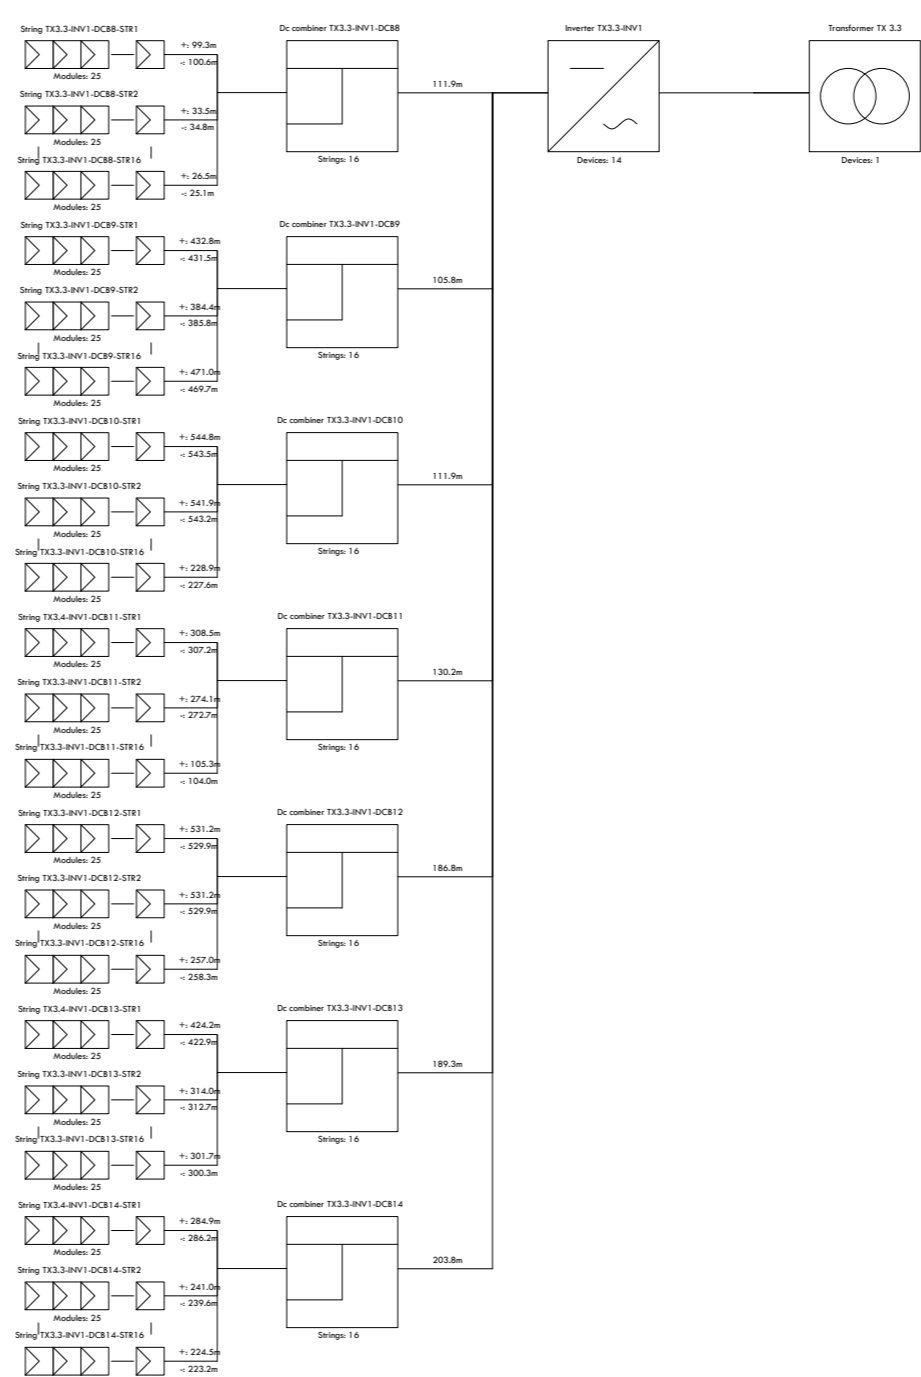 String TX3.3-INV1-DCB8-STR1
Dc combiner TX3.3-INV1-DCB8
Inverter TX3.3-INV1
Transformer TX 3.3
+: 99.3m
-: 100.6m
Modules: 25
111.9m
String TX3.3-INV1-DCB8-STR2
+: 33.5m
-: 34.8m
Modules: 25
String TX3.3-INV1-DCB8-STR16
Strings: 16
Devices: 14
Devices: 1
+: 26.5m
-: 25.1m
Modules: 25
String TX3.3-INV1-DCB9-STR1
Dc combiner TX3.3-INV1-DCB9
+: 432.8m
-: 431.5m
Modules: 25
105.8m
String TX3.3-INV1-DCB9-STR2
+: 384.4m
-: 385.8m
Modules: 25
String TX3.3-INV1-DCB9-STR16
Strings: 16
+: 471.0m
-: 469.7m
Modules: 25
String TX3.3-INV1-DCB10-STR1
Dc combiner TX3.3-INV1-DCB10
+: 544.8m
-: 543.5m
Modules: 25
111.9m
String TX3.3-INV1-DCB10-STR2
+: 541.9m
-: 543.2m
Modules: 25
String TX3.3-INV1-DCB10-STR16
Strings: 16
+: 228.9m
-: 227.6m
Modules: 25
String TX3.4-INV1-DCB11-STR1
Dc combiner TX3.3-INV1-DCB11
+: 308.5m
-: 307.2m
Modules: 25
130.2m
String TX3.3-INV1-DCB11-STR2
+: 274.1m
-: 272.7m
Modules: 25
String TX3.3-INV1-DCB11-STR16
Strings: 16
+: 105.3m
-: 104.0m
Modules: 25
String TX3.3-INV1-DCB12-STR1
Dc combiner TX3.3-INV1-DCB12
+: 531.2m
-: 529.9m
Modules: 25
186.8m
String TX3.3-INV1-DCB12-STR2
+: 531.2m
-: 529.9m
Modules: 25
String TX3.3-INV1-DCB12-STR16
Strings: 16
+: 257.0m
-: 258.3m
Modules: 25
String TX3.4-INV1-DCB13-STR1
Dc combiner TX3.3-INV1-DCB13
+: 424.2m
-: 422.9m
Modules: 25
189.3m
String TX3.3-INV1-DCB13-STR2
+: 314.0m
-: 312.7m
Modules: 25
String TX3.3-INV1-DCB13-STR16
Strings: 16
+: 301.7m
-: 300.3m
Modules: 25
String TX3.4-INV1-DCB14-STR1
Dc combiner TX3.3-INV1-DCB14
+: 284.9m
-: 286.2m
Modules: 25
203.8m
String TX3.3-INV1-DCB14-STR2
+: 241.0m
-: 239.6m
Modules: 25
String TX3.3-INV1-DCB14-STR16
Strings: 16
+: 224.5m
-: 223.2m